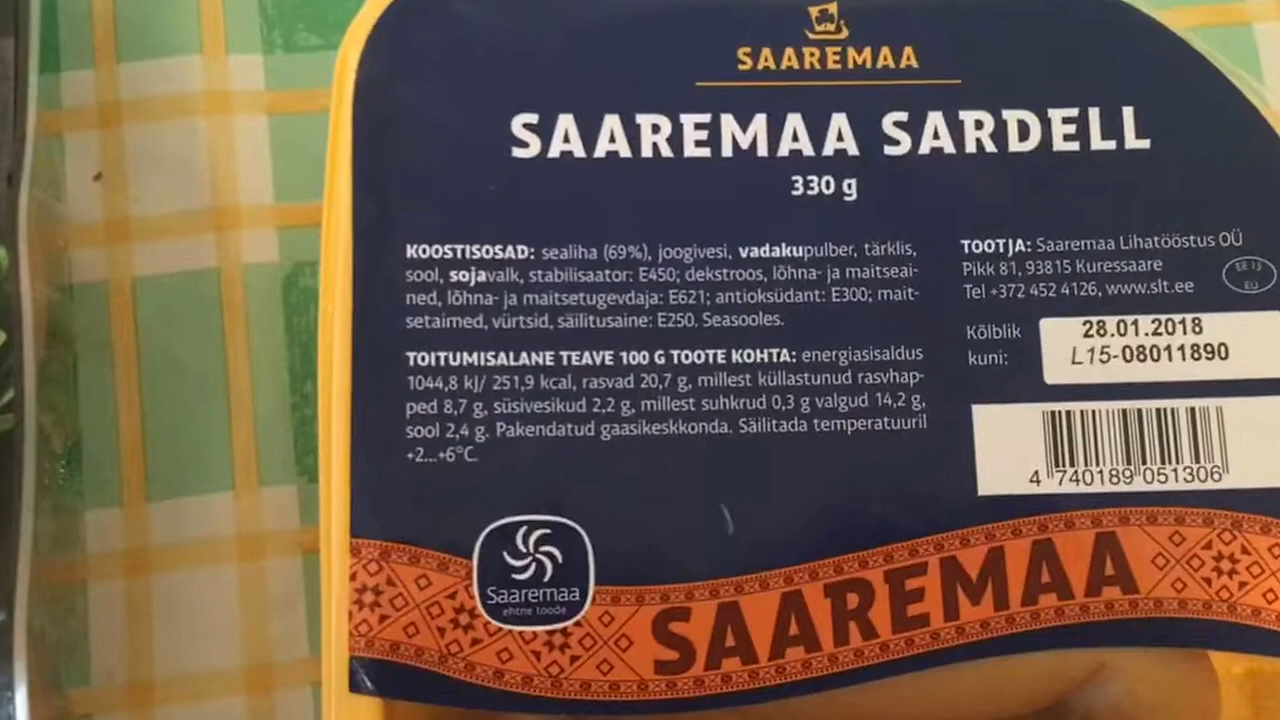 SAAREMAA
SAAREMAA SARDELL
330 g
KOOSTISOSAD: sealiha (69%), joogivesi, vadakupulber, tärklis,
sool, sojavalk, stabilisaator: E450; dekstroos, lõhna- ja maitseai-
ned, lõhna- ja maitsetugevdaja: E621; antioksüdant: E300; mait-
setaimed, vürtsid, säilitusaine: E250. Seasooles.
TOITUMISALANE TEAVE 100 G TOOTE KOHTA: energiasisaldus
1044,8 kJ/ 251,9 kcal, rasvad 20,7 g, millest küllastunud rasvhap-
ped 8,7 g, süsivesikud 2,2 g, millest suhkrud 0,3 g valgud 14,2 g,
sool 2,4 g. Pakendatud gaasikeskkonda. Säilitada temperatuuril
+2...+6°C.
TOOTJA: Saaremaa Lihatööstus OÜ
Pikk 81, 93815 Kuressaare
Tel +372 452 4126, www.slt.ee
EE 13
EÜ
Kõlblik
kuni:
28.01.2018
L15-08011890
4 740189 051306
Saaremaa
ehtne toode
SAAREMAA